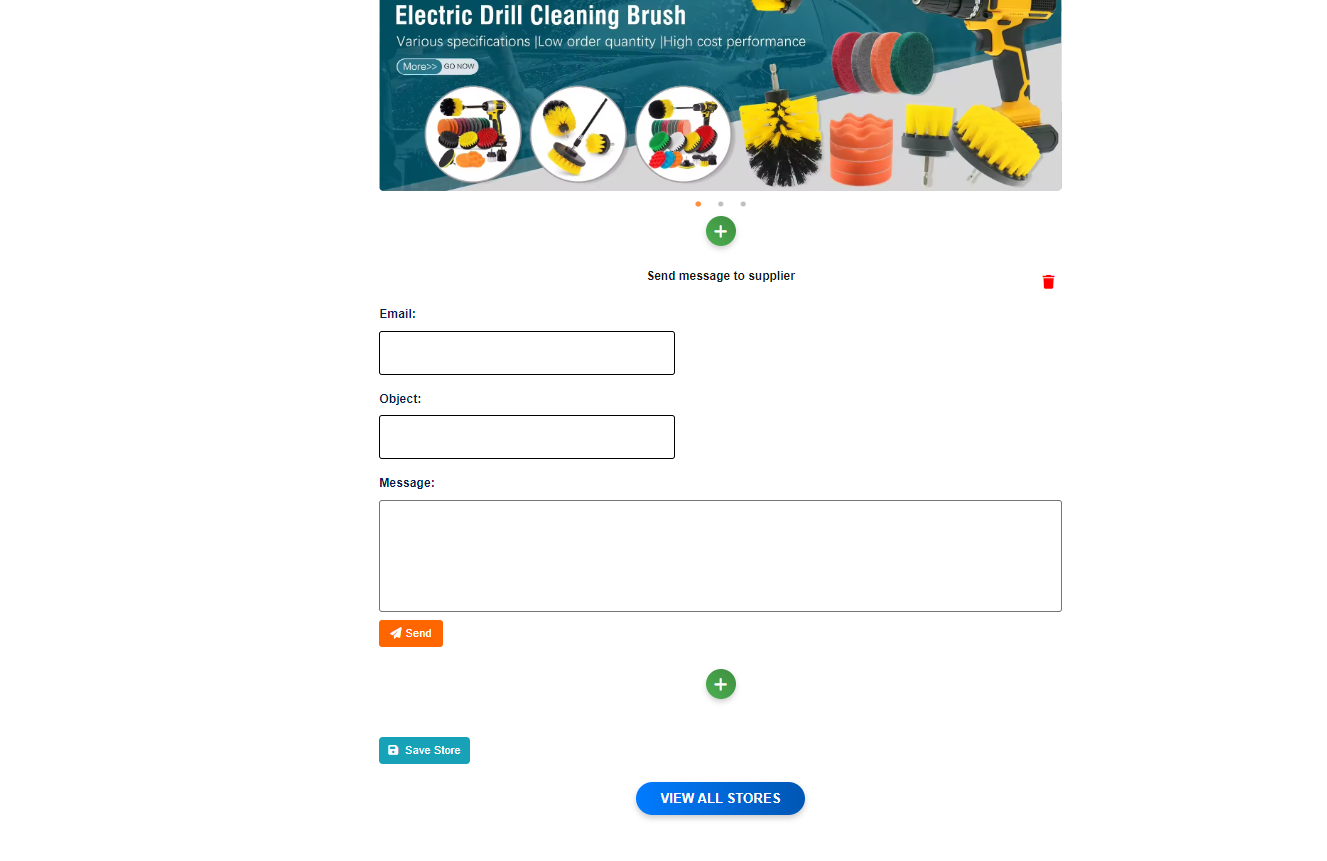 Electric Drill Cleaning Brush
Various specifications |Low order quantity |High cost performance
More>> GO NOW
Send message to supplier
Email:
Object:
Message:
Send
Save Store
VIEW ALL STORES